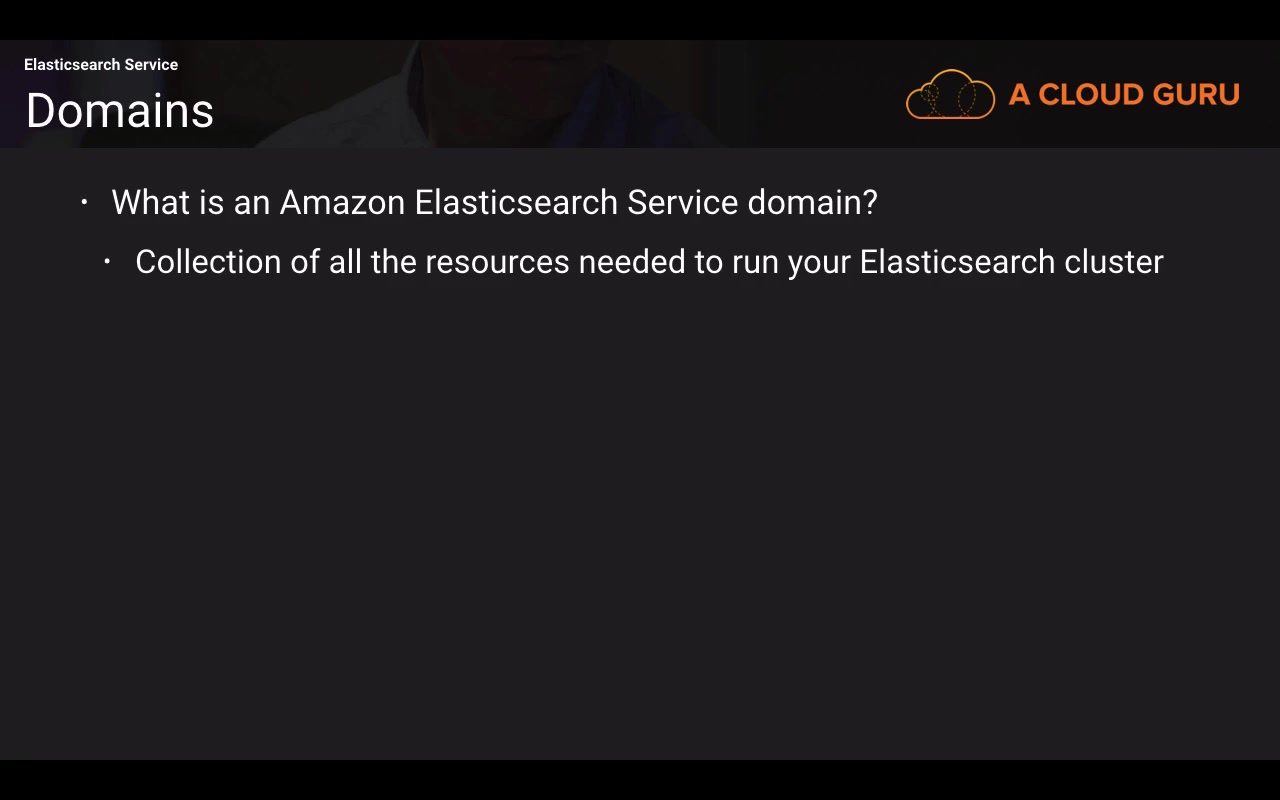 Elasticsearch Service
Domains
A CLOUD GURU
• What is an Amazon Elasticsearch Service domain?
• Collection of all the resources needed to run your Elasticsearch cluster